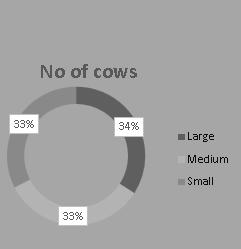 No of cows
33%
34%
33%
Large
Medium
Small